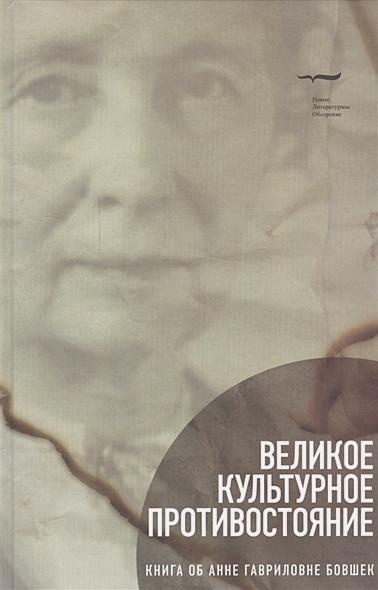 Новое
Литературное
Обозрение
ВЕЛИКОЕ
КУЛЬТУРНОЕ
ПРОТИВОСТОЯНИЕ
КНИГА ОБ АННЕ ГАВРИЛОВНЕ БОВШЕК